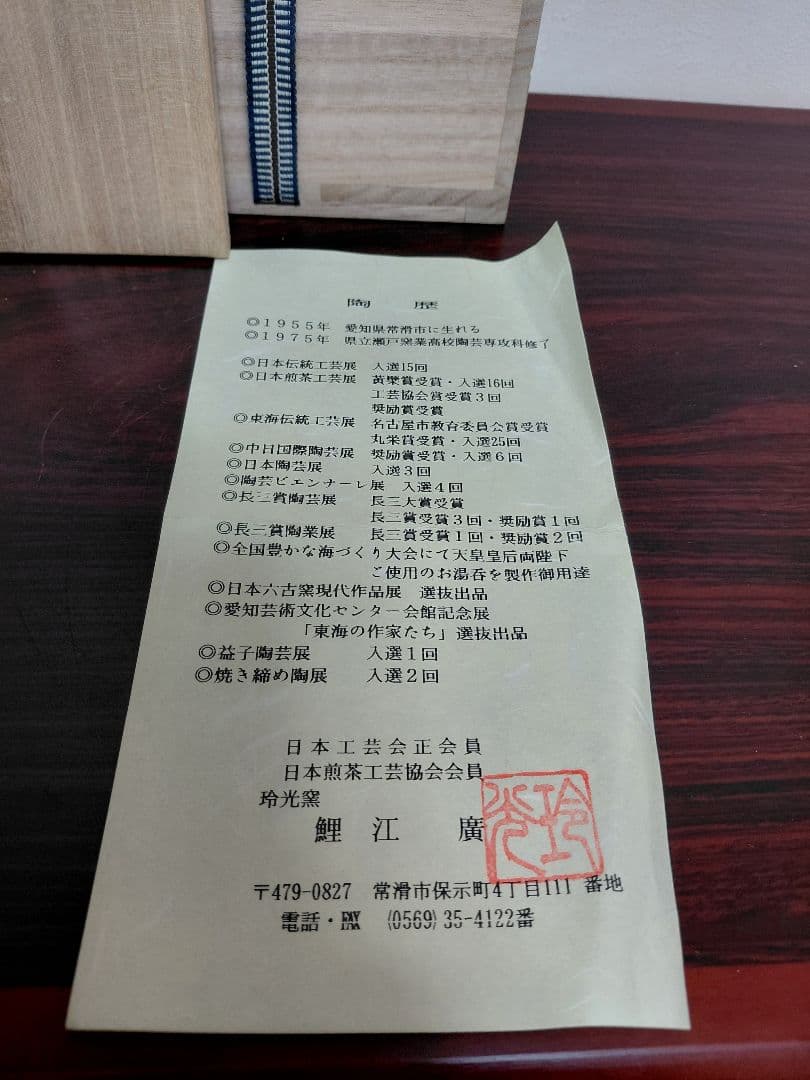 陶　歴
◎１９５５年　愛知県常滑市に生れる
◎１９７５年　県立瀬戸窯業高校陶芸専攻科修了
◎日本伝統工芸展　入選15回
◎日本煎茶工芸展　黄檗賞受賞・入選16回
工芸協会賞受賞３回
奨励賞受賞
◎東海伝統工芸展　名古屋市教育委員会賞受賞
丸栄賞受賞・入選25回
◎中日国際陶芸展　奨励賞受賞・入選６回
◎日本陶芸展　入選３回
◎陶芸ビエンナーレ展　入選４回
◎長三賞陶芸展　長三大賞受賞
長三賞受賞３回・奨励賞１回
◎長三賞陶業展　長三賞受賞１回・奨励賞２回
◎全国豊かな海づくり大会にて天皇皇后両陛下
ご使用のお湯呑を製作御用達
◎日本六古窯現代作品展　選抜出品
◎愛知芸術文化センター会館記念展
「東海の作家たち」選抜出品
◎益子陶芸展　入選１回
◎焼き締め陶展　入選２回
日本工芸会正会員
日本煎茶工芸協会会員
玲光窯
鯉江　廣
〒479-0827　常滑市保示町4丁目111番地
電話・FAX　(0569) 35-4122番